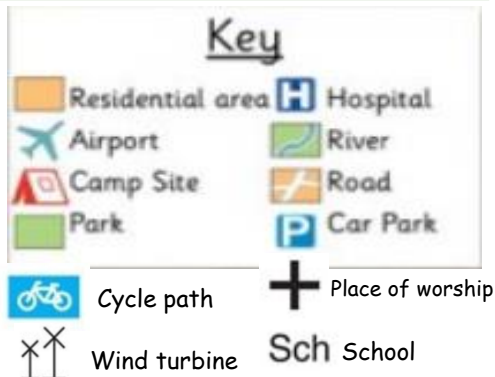 Key
Residential area H Hospital
Airport River
Camp Site Road
Park P Car Park
Cycle path Place of worship
Wind turbine Sch School